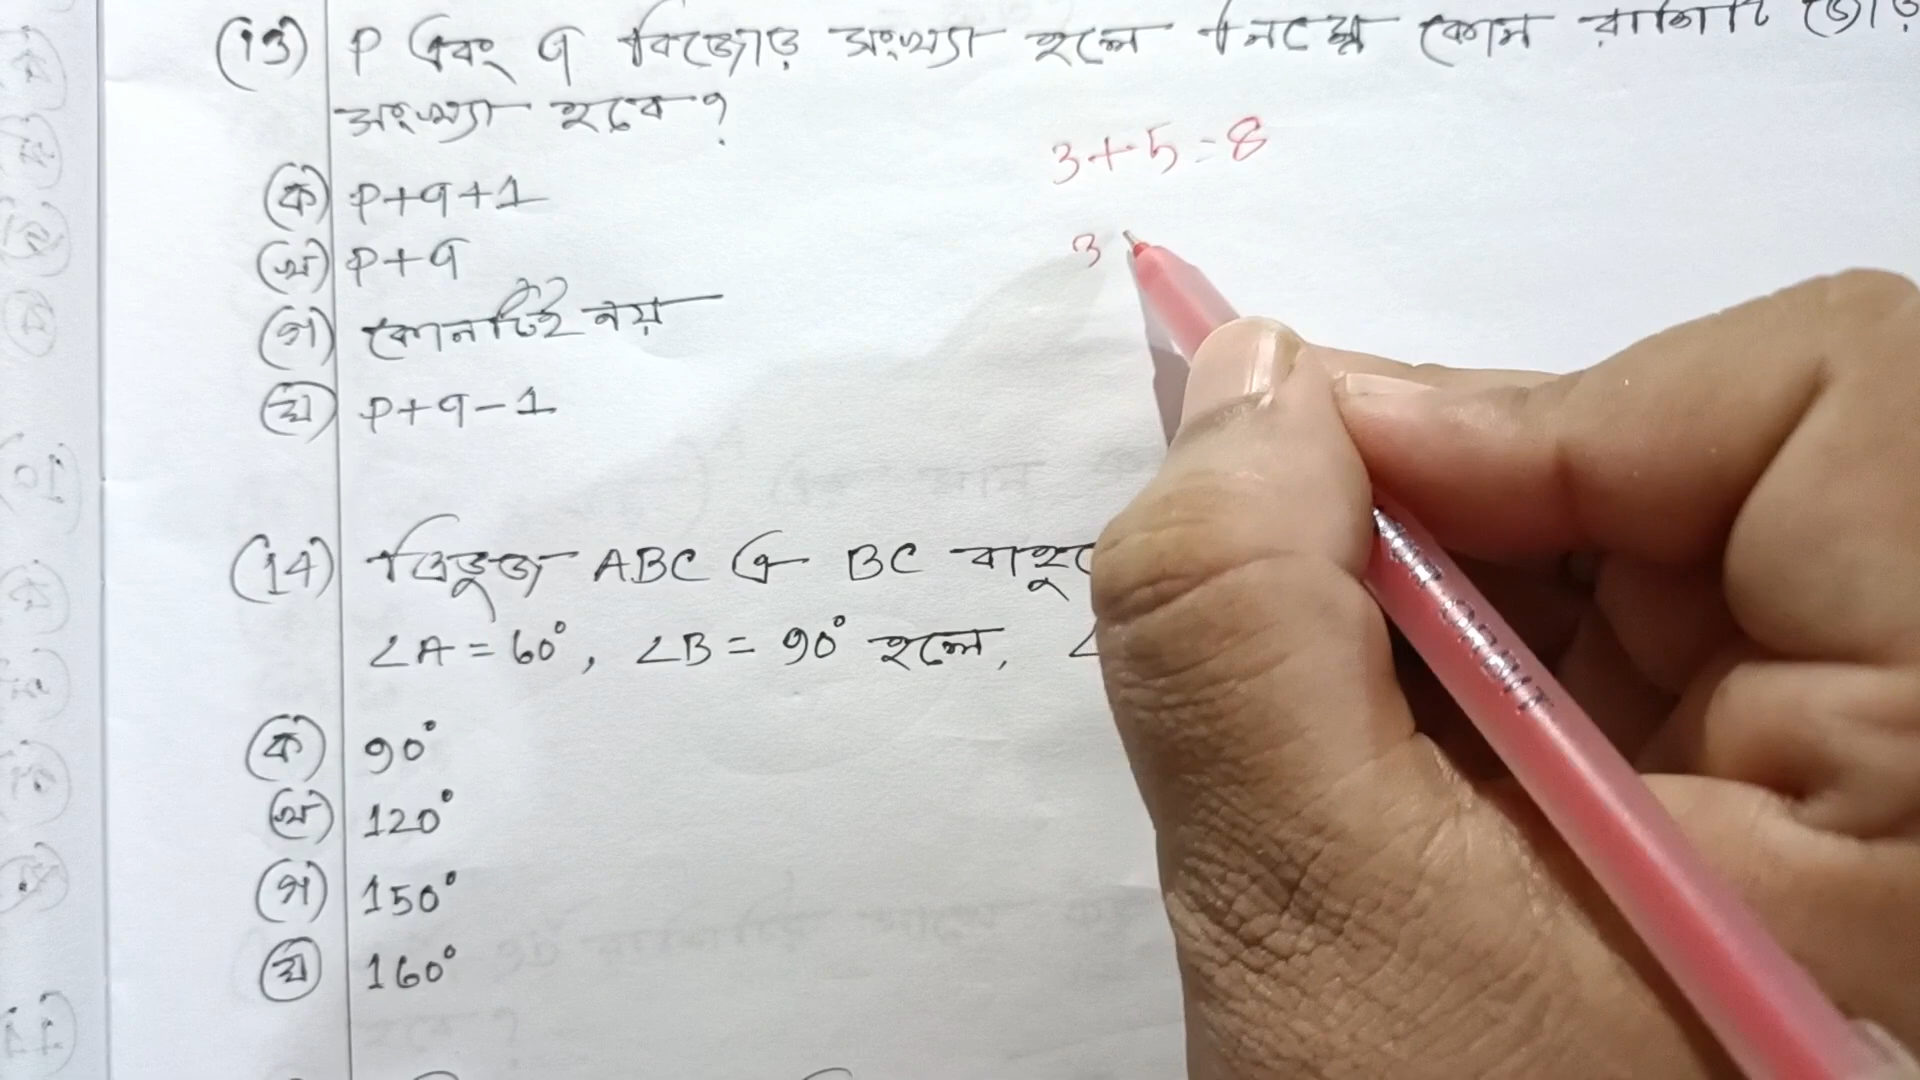 (13) P এবং q বিজোড় সংখ্যা হলে নিচের কোন রাশিটি জোড়
সংখ্যা হবে?
(ক) P+q+1
(খ) P+q
(গ) কোনটিই নয়
(ঘ) P+q-1
3+5=8
3
(14) ত্রিভুজ ABC এ BC
∠A = 60°, ∠B = 90° হলে, ∠
(ক) 90°
(খ) 120°
(গ) 150°
(ঘ) 160°